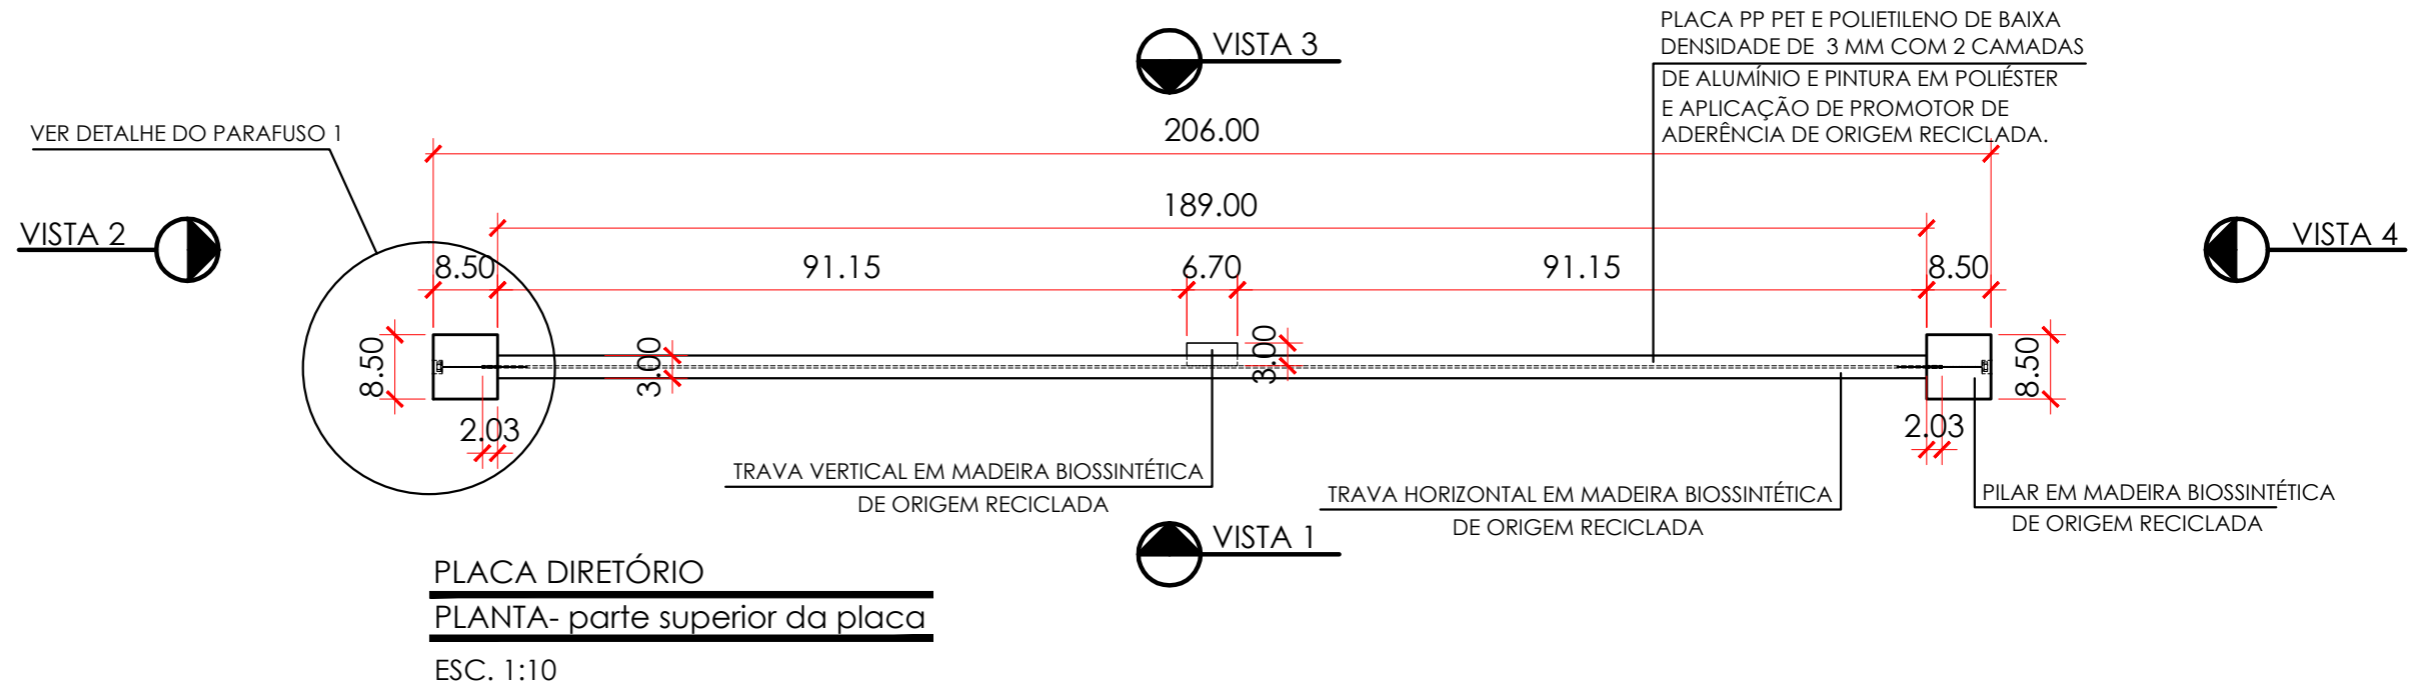 VISTA 3
PLACA PP PET E POLIETILENO DE BAIXA
DENSIDADE DE 3 MM COM 2 CAMADAS
DE ALUMÍNIO E PINTURA EM POLIÉSTER
E APLICAÇÃO DE PROMOTOR DE
ADERÊNCIA DE ORIGEM RECICLADA.
VER DETALHE DO PARAFUSO 1
206.00
189.00
VISTA 2
VISTA 4
8.50
91.15
6.70
91.15
8.50
8.50
3.00
3.00
8.50
2.03
2.03
TRAVA VERTICAL EM MADEIRA BIOSSINTÉTICA
DE ORIGEM RECICLADA
TRAVA HORIZONTAL EM MADEIRA BIOSSINTÉTICA
DE ORIGEM RECICLADA
PILAR EM MADEIRA BIOSSINTÉTICA
DE ORIGEM RECICLADA
VISTA 1
PLACA DIRETÓRIO
PLANTA- parte superior da placa
ESC. 1:10